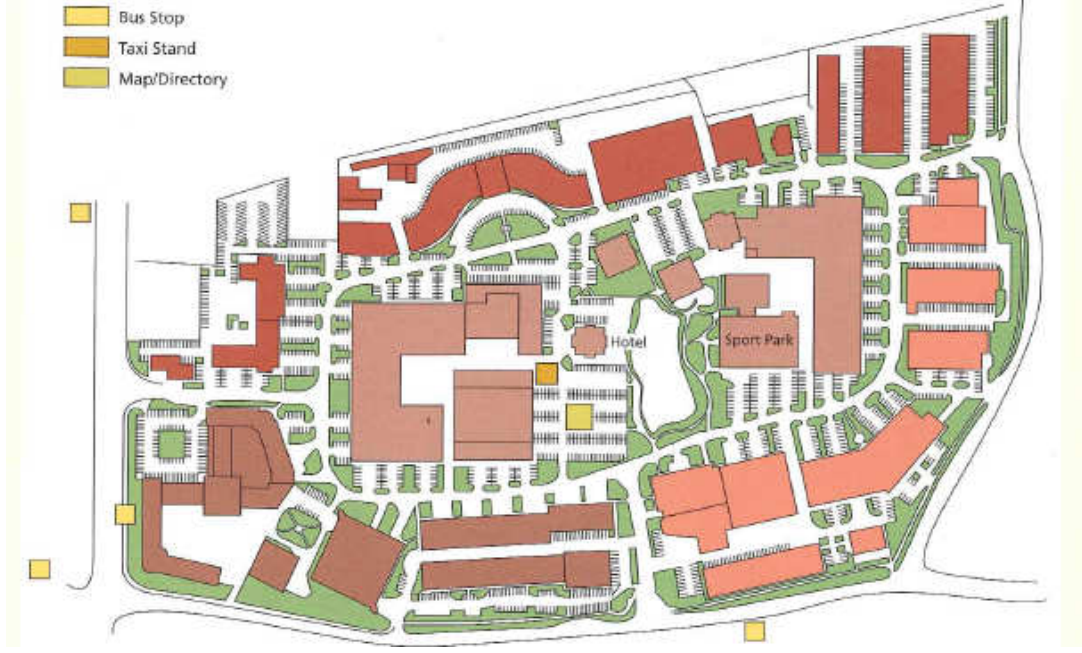 Bus Stop
Taxi Stand
Map/Directory
Hotel
Sport Park